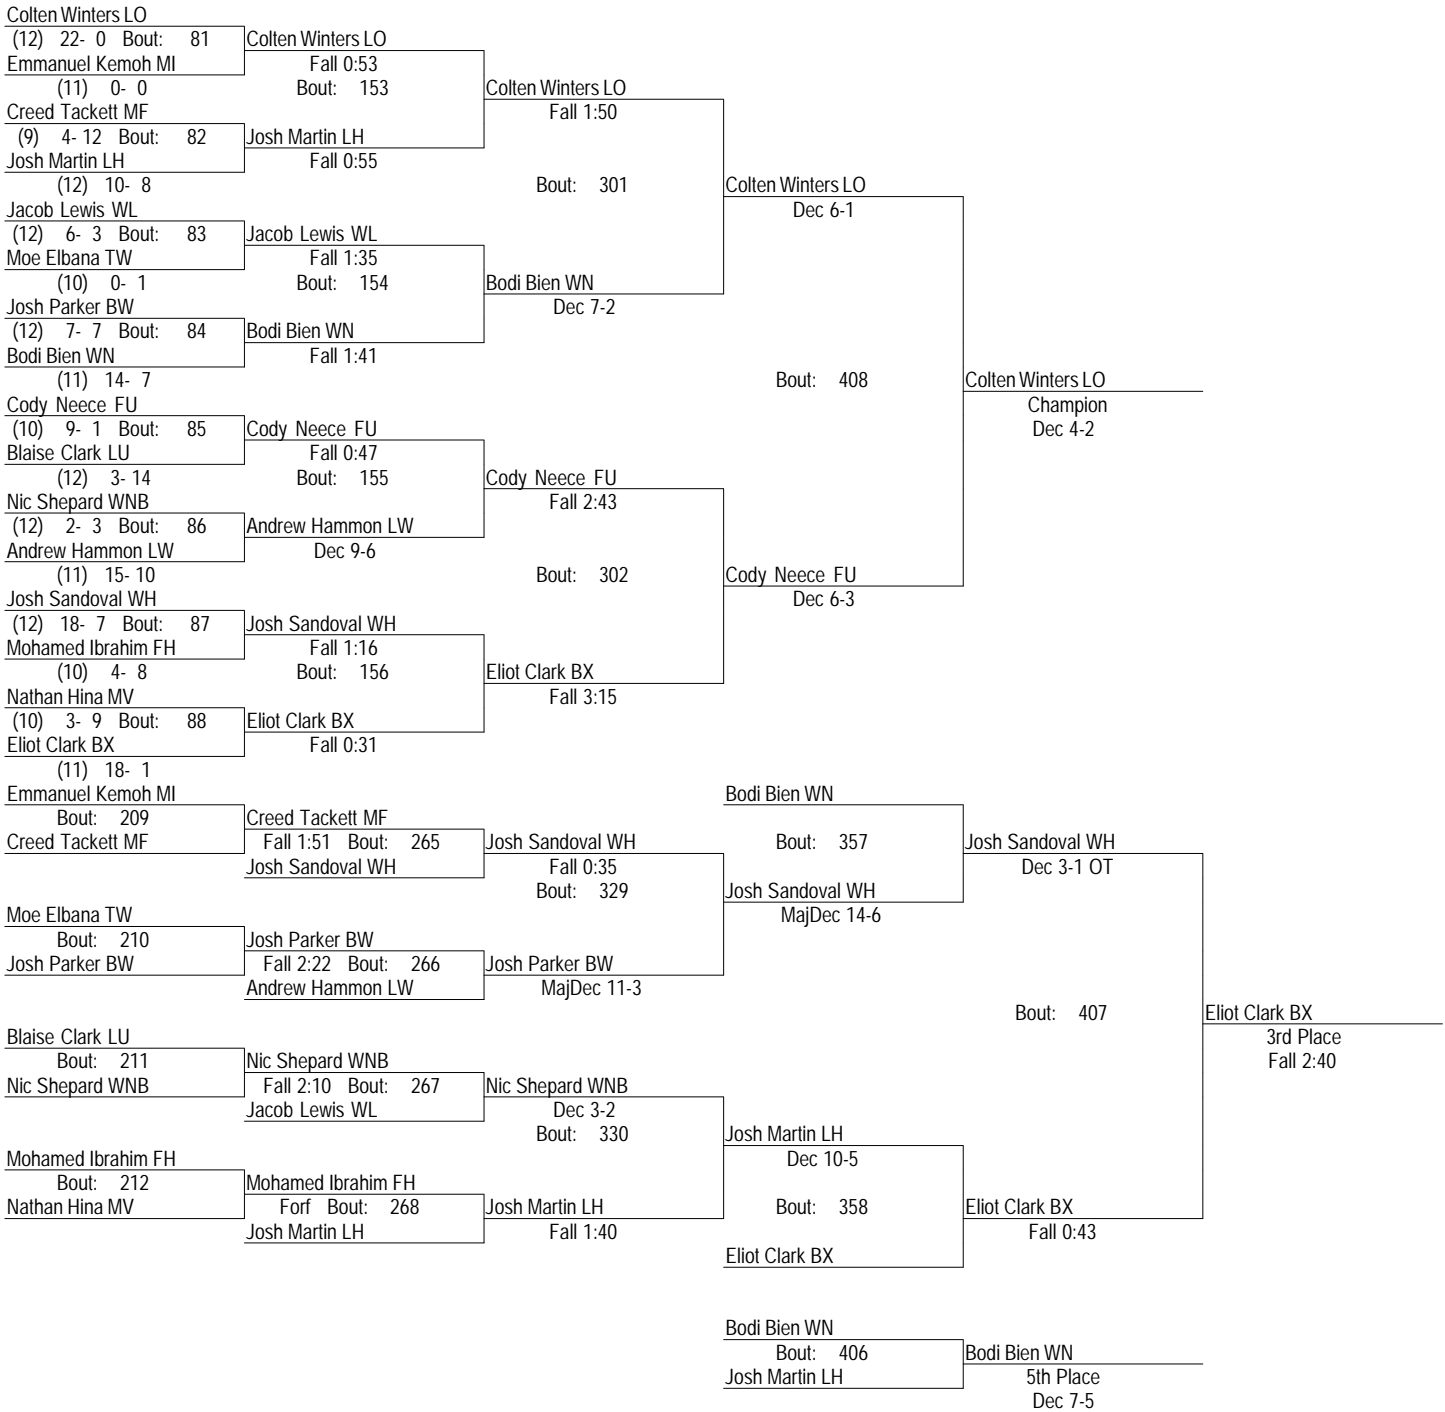 Colten Winters LO
(12) 22- 0 Bout: 81
Colten Winters LO
Emmanuel Kemoh MI
Fall 0:53
(11) 0- 0
Bout: 153
Colten Winters LO
Creed Tackett MF
Fall 1:50
(9) 4- 12 Bout: 82
Josh Martin LH
Josh Martin LH
Fall 0:55
(12) 10- 8
Bout: 301
Colten Winters LO
Jacob Lewis WL
Dec 6-1
(12) 6- 3 Bout: 83
Jacob Lewis WL
Moe Elbana TW
Fall 1:35
(10) 0- 1
Bout: 154
Bodi Bien WN
Josh Parker BW
Dec 7-2
(12) 7- 7 Bout: 84
Bodi Bien WN
Bodi Bien WN
Fall 1:41
(11) 14- 7
Bout: 408
Colten Winters LO
Cody Neece FU
Champion
(10) 9- 1 Bout: 85
Cody Neece FU
Dec 4-2
Blaise Clark LU
Fall 0:47
(12) 3- 14
Bout: 155
Cody Neece FU
Nic Shepard WNB
Fall 2:43
(12) 2- 3 Bout: 86
Andrew Hammon LW
Andrew Hammon LW
Dec 9-6
(11) 15- 10
Bout: 302
Cody Neece FU
Josh Sandoval WH
Dec 6-3
(12) 18- 7 Bout: 87
Josh Sandoval WH
Mohamed Ibrahim FH
Fall 1:16
(10) 4- 8
Bout: 156
Eliot Clark BX
Nathan Hina MV
Fall 3:15
(10) 3- 9 Bout: 88
Eliot Clark BX
Eliot Clark BX
Fall 0:31
(11) 18- 1
Emmanuel Kemoh MI
Bodi Bien WN
Bout: 209
Creed Tackett MF
Creed Tackett MF
Fall 1:51 Bout: 265
Josh Sandoval WH
Bout: 357
Josh Sandoval WH
Josh Sandoval WH
Fall 0:35
Dec 3-1 OT
Bout: 329
Josh Sandoval WH
Moe Elbana TW
MajDec 14-6
Bout: 210
Josh Parker BW
Josh Parker BW
Fall 2:22 Bout: 266
Josh Parker BW
Andrew Hammon LW
MajDec 11-3
Bout: 407
Eliot Clark BX
Blaise Clark LU
3rd Place
Bout: 211
Nic Shepard WNB
Fall 2:40
Nic Shepard WNB
Fall 2:10 Bout: 267
Nic Shepard WNB
Jacob Lewis WL
Dec 3-2
Bout: 330
Josh Martin LH
Mohamed Ibrahim FH
Dec 10-5
Bout: 212
Mohamed Ibrahim FH
Nathan Hina MV
Forf Bout: 268
Josh Martin LH
Bout: 358
Eliot Clark BX
Josh Martin LH
Fall 1:40
Fall 0:43
Eliot Clark BX
Bodi Bien WN
Bout: 406
Bodi Bien WN
Josh Martin LH
5th Place
Dec 7-5